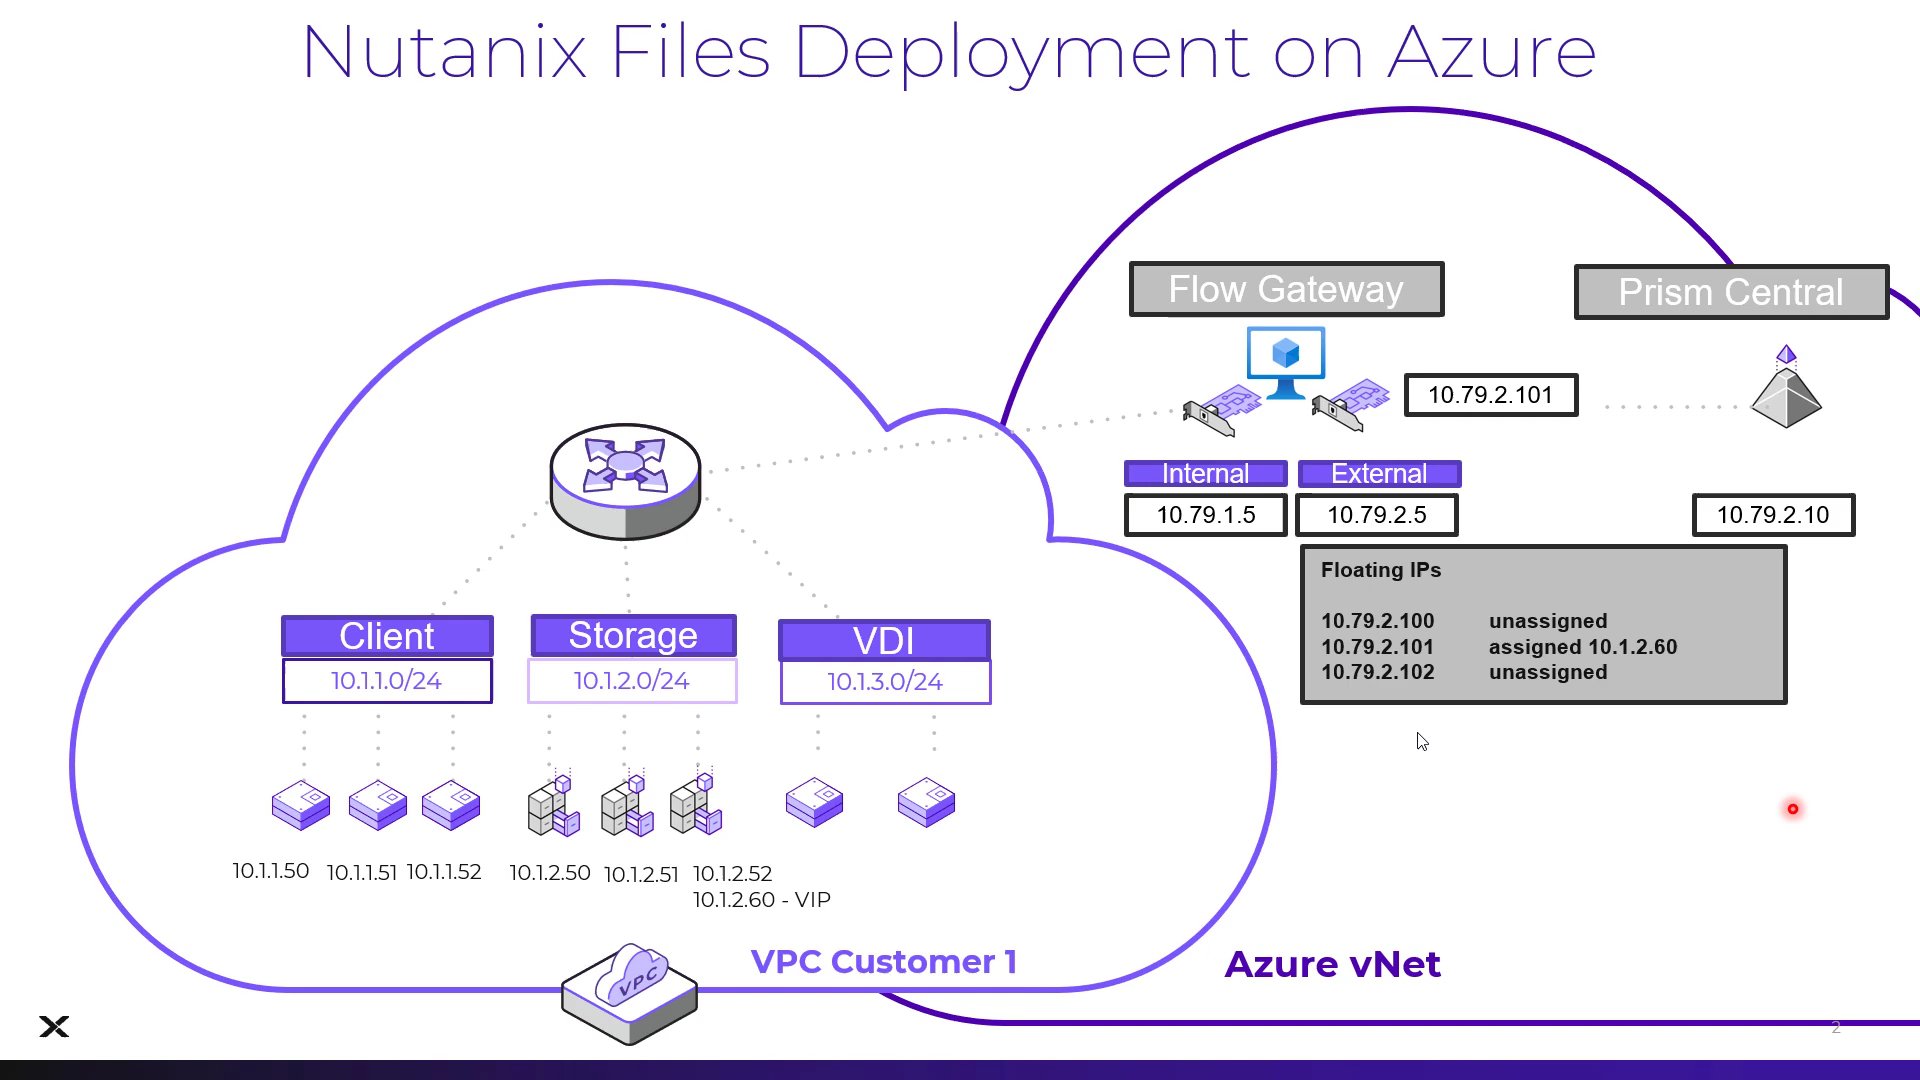 Nutanix Files Deployment on Azure
Flow Gateway
Prism Central
10.79.2.101
Internal
External
10.79.1.5
10.79.2.5
10.79.2.10
Floating IPs
10.79.2.100 unassigned
10.79.2.101 assigned 10.1.2.60
10.79.2.102 unassigned
Client
Storage
VDI
10.1.1.0/24
10.1.2.0/24
10.1.3.0/24
10.1.1.50
10.1.1.51
10.1.1.52
10.1.2.50
10.1.2.51
10.1.2.52
10.1.2.60 - VIP
VPC
VPC Customer 1
Azure vNet
2